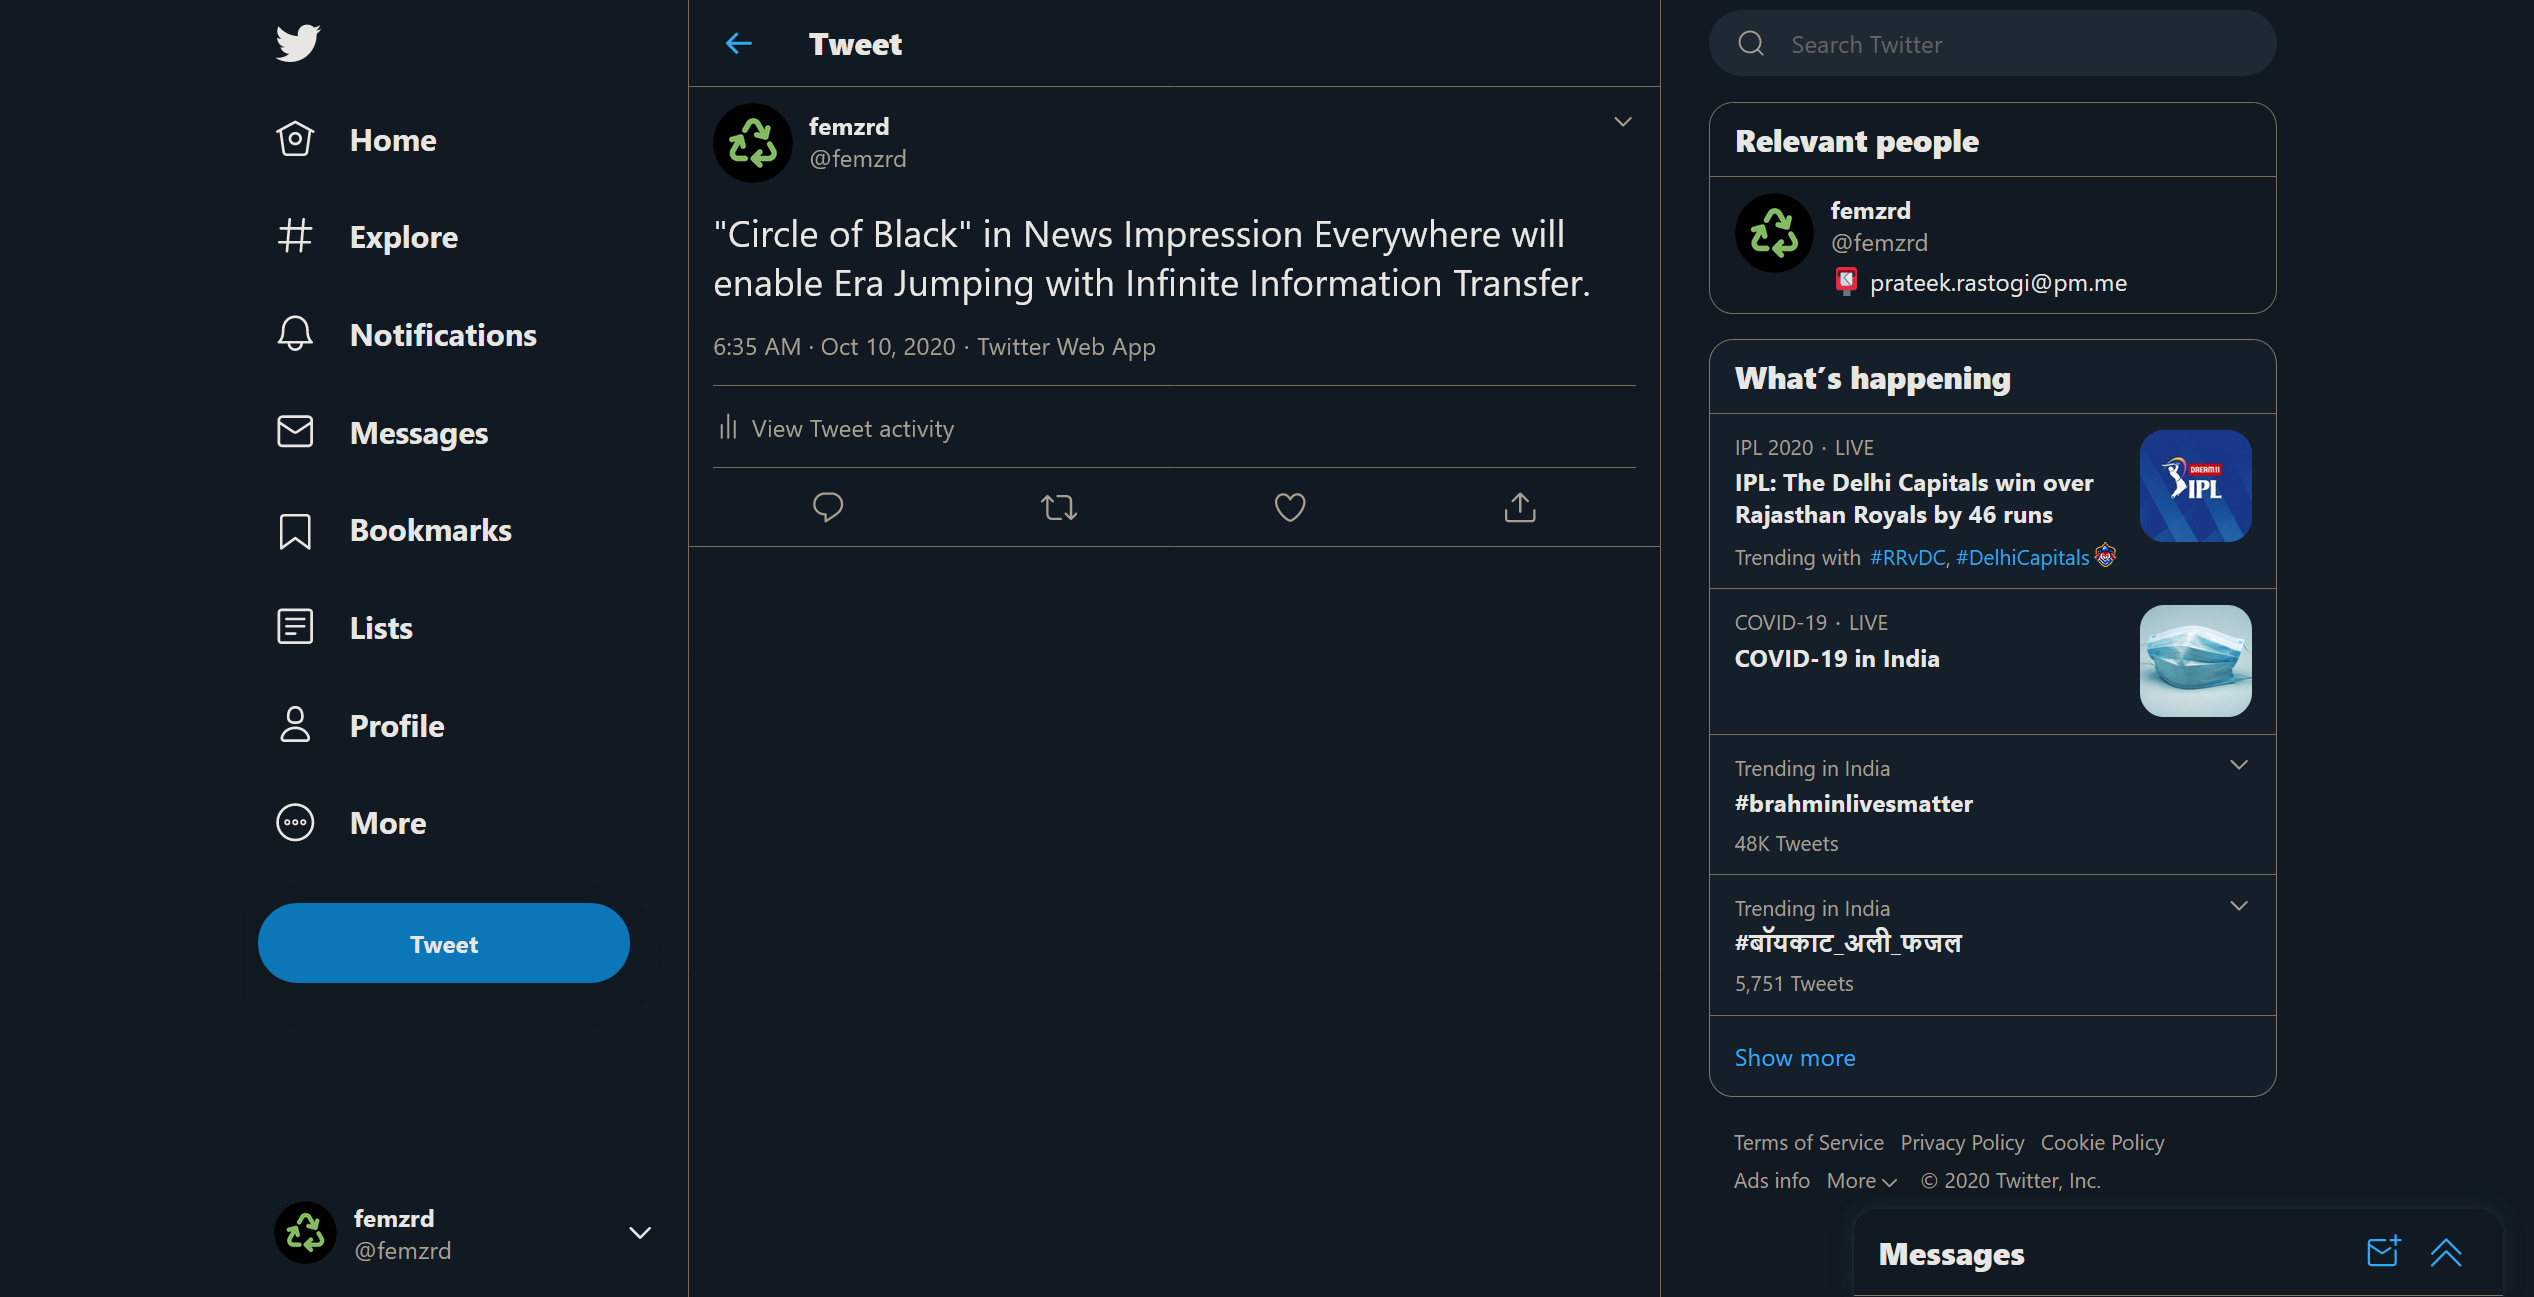 Home
Explore
Notifications
Messages
Bookmarks
Lists
Profile
More
Tweet
femzrd
@femzrd
Tweet
femzrd
@femzrd
"Circle of Black" in News Impression Everywhere will
enable Era Jumping with Infinite Information Transfer.
6:35 AM · Oct 10, 2020 · Twitter Web App
View Tweet activity
Search Twitter
Relevant people
femzrd
@femzrd
prateek.rastogi@pm.me
What's happening
IPL 2020 · LIVE
IPL: The Delhi Capitals win over
Rajasthan Royals by 46 runs
Trending with #RRvDC, #DelhiCapitals
DREAM11
IPL
COVID-19 · LIVE
COVID-19 in India
Trending in India
#brahminlivesmatter
48K Tweets
Trending in India
#बॉयकाट_अली_फजल
5,751 Tweets
Show more
Terms of Service Privacy Policy Cookie Policy
Ads info More © 2020 Twitter, Inc.
Messages